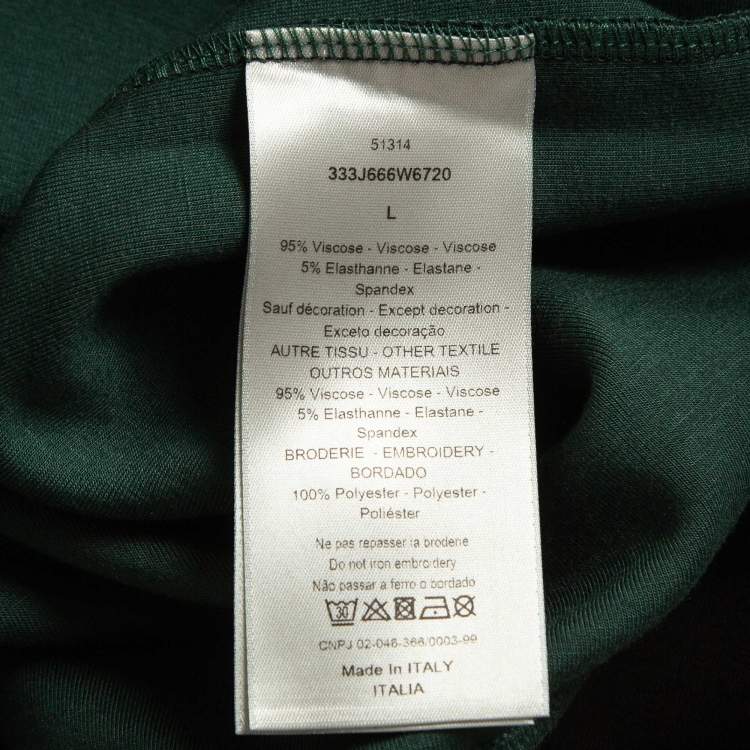 51314
333J666W6720
L
95% Viscose - Viscose - Viscose
5% Elasthanne - Elastane -
Spandex
Sauf décoration - Except decoration -
Exceto decoração
AUTRE TISSU - OTHER TEXTILE
OUTROS MATERIAIS
95% Viscose - Viscose - Viscose
5% Elasthanne - Elastane -
Spandex
BRODERIE - EMBROIDERY -
BORDADO
100% Polyester - Polyester -
Poliéster
Ne pas repasser la broderie
Do not iron embroidery
Não passar a ferro o bordado
30
CNPJ 02-046-366/0003-99
Made In ITALY
ITALIA